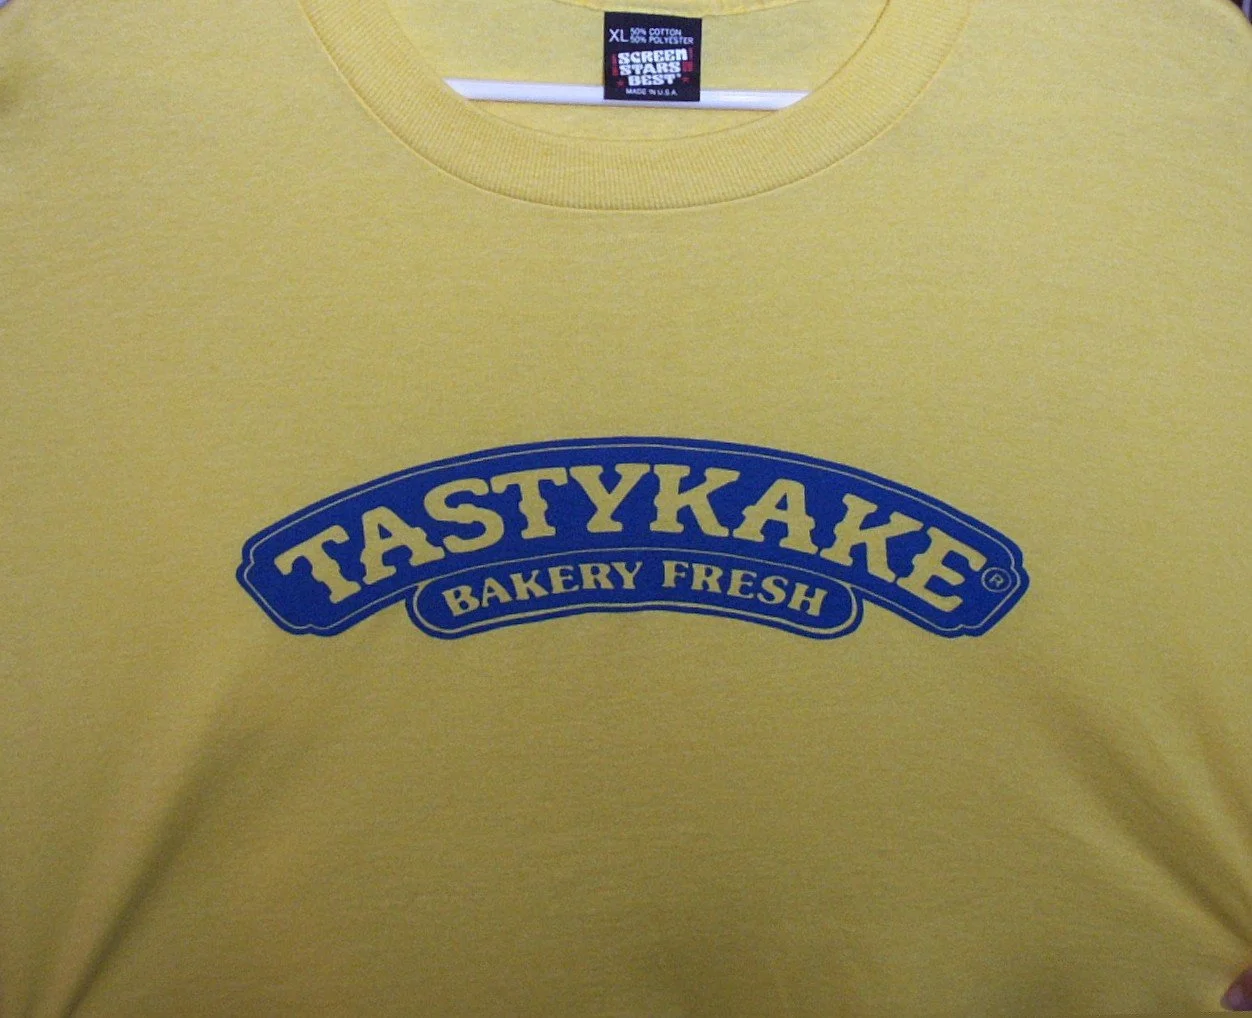 XL 50% COTTON
50% POLYESTER
SCREEN
STARS
BEST
MADE IN U.S.A.
TASTYKAKE ®
BAKERY FRESH